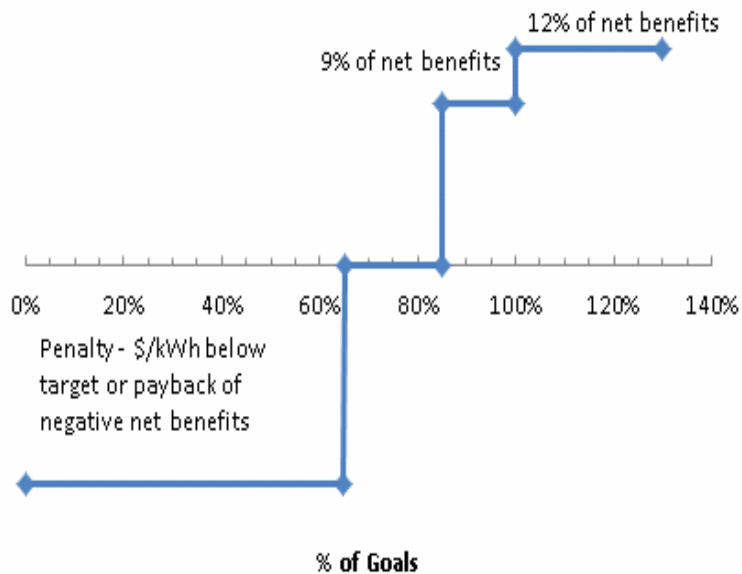 12% of net benefits
9% of net benefits
0% 20% 40% 60% 80% 100% 120% 140%
Penalty - $/kWh below
target or payback of
negative net benefits
% of Goals